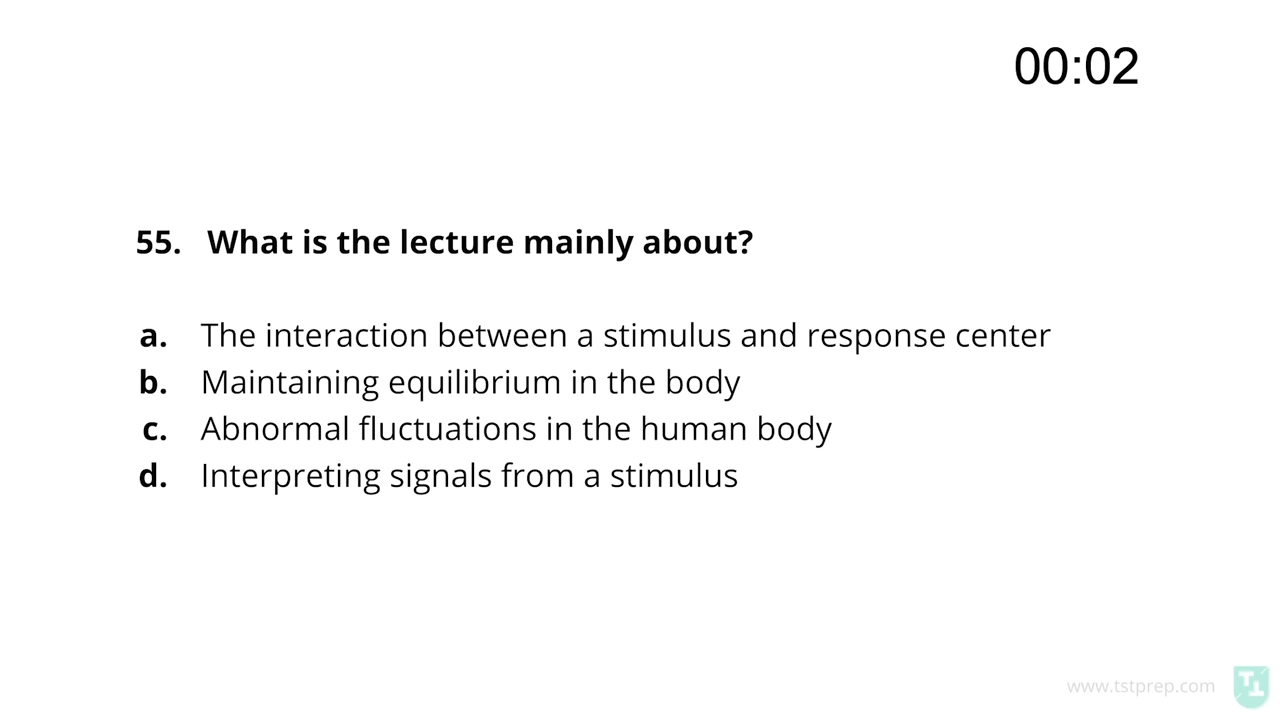 00:02
55. What is the lecture mainly about?
a. The interaction between a stimulus and response center
b. Maintaining equilibrium in the body
c. Abnormal fluctuations in the human body
d. Interpreting signals from a stimulus
www.tstprep.com